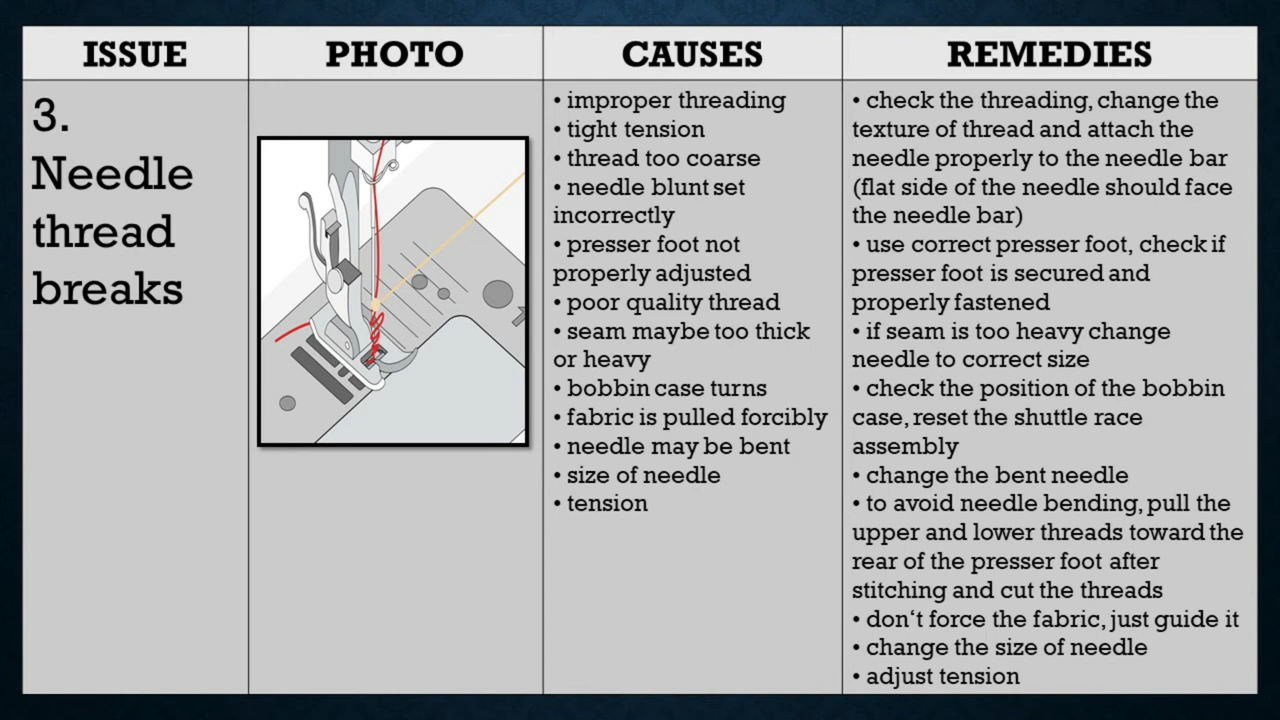 ISSUE
PHOTO
CAUSES
REMEDIES
3.
Needle
thread
breaks
• improper threading
• tight tension
• thread too coarse
• needle blunt set
incorrectly
• presser foot not
properly adjusted
• poor quality thread
• seam maybe too thick
or heavy
• bobbin case turns
• fabric is pulled forcibly
• needle may be bent
• size of needle
• tension
• check the threading, change the
texture of thread and attach the
needle properly to the needle bar
(flat side of the needle should face
the needle bar)
• use correct presser foot, check if
presser foot is secured and
properly fastened
• if seam is too heavy change
needle to correct size
• check the position of the bobbin
case, reset the shuttle race
assembly
• change the bent needle
• to avoid needle bending, pull the
upper and lower threads toward the
rear of the presser foot after
stitching and cut the threads
• don‘t force the fabric, just guide it
• change the size of needle
• adjust tension